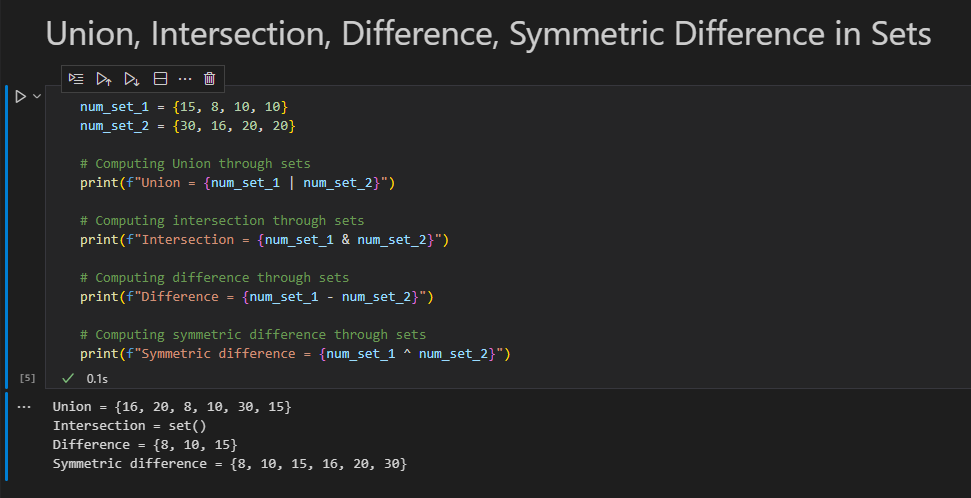 Union, Intersection, Difference, Symmetric Difference in Sets
num_set_1 = {15, 8, 10, 10}
num_set_2 = {30, 16, 20, 20}
# Computing Union through sets
print(f"Union = {num_set_1 | num_set_2}")
# Computing intersection through sets
print(f"Intersection = {num_set_1 & num_set_2}")
# Computing difference through sets
print(f"Difference = {num_set_1 - num_set_2}")
# Computing symmetric difference through sets
print(f"Symmetric difference = {num_set_1 ^ num_set_2}")
[5] ✓ 0.1s
... Union = {16, 20, 8, 10, 30, 15}
Intersection = set()
Difference = {8, 10, 15}
Symmetric difference = {8, 10, 15, 16, 20, 30}